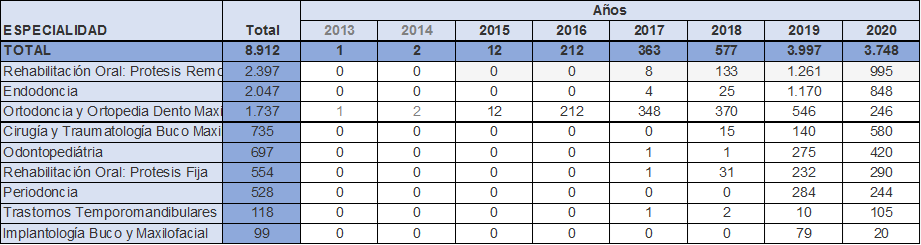 ESPECIALIDAD Total Años
2013 2014 2015 2016 2017 2018 2019 2020
TOTAL 8.912 1 2 12 212 363 577 3.997 3.748
Rehabilitación Oral: Protesis Remo 2.397 0 0 0 0 8 133 1.261 995
Endodoncia 2.047 0 0 0 0 4 25 1.170 848
Ortodoncia y Ortopedia Dento Maxi 1.737 1 2 12 212 348 370 546 246
Cirugía y Traumatología Buco Maxi 735 0 0 0 0 0 15 140 580
Odontopediátria 697 0 0 0 0 1 1 275 420
Rehabilitación Oral: Protesis Fija 554 0 0 0 0 1 31 232 290
Periodoncia 528 0 0 0 0 0 0 284 244
Trastornos Temporomandibulares 118 0 0 0 0 1 2 10 105
Implantología Buco y Maxilofacial 99 0 0 0 0 0 0 79 20